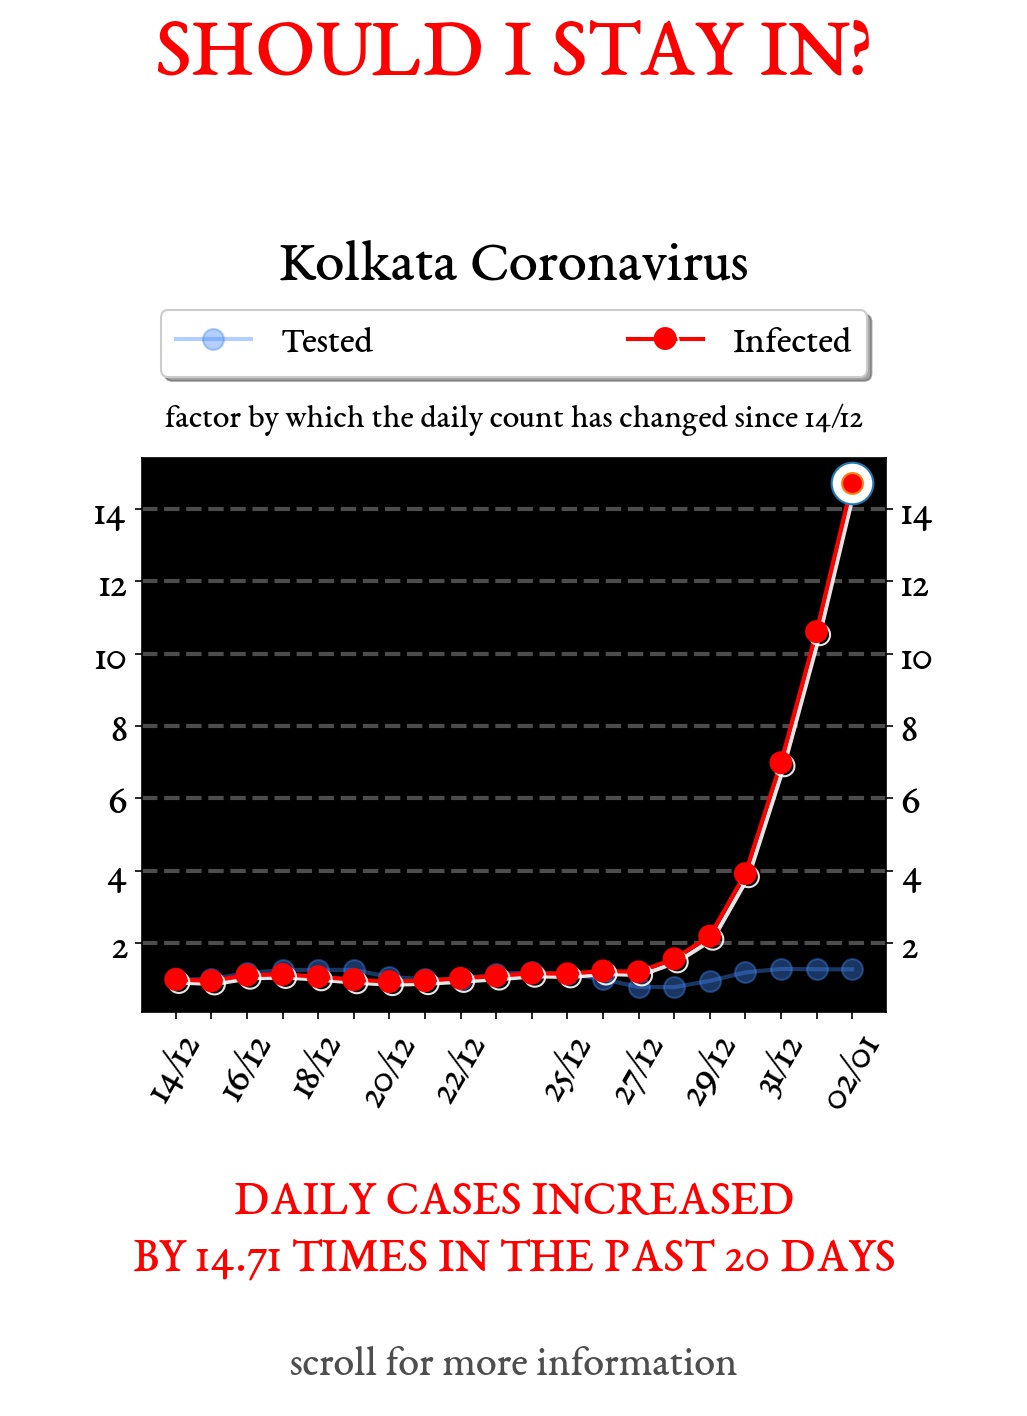 SHOULD I STAY IN?
Kolkata Coronavirus
Tested Infected
factor by which the daily count has changed since 14/12
14 14
12 12
10 10
8 8
6 6
4 4
2 2
14/12 16/12 18/12 20/12 22/12 25/12 27/12 29/12 31/12 02/01
DAILY CASES INCREASED
BY 14.71 TIMES IN THE PAST 20 DAYS
scroll for more information